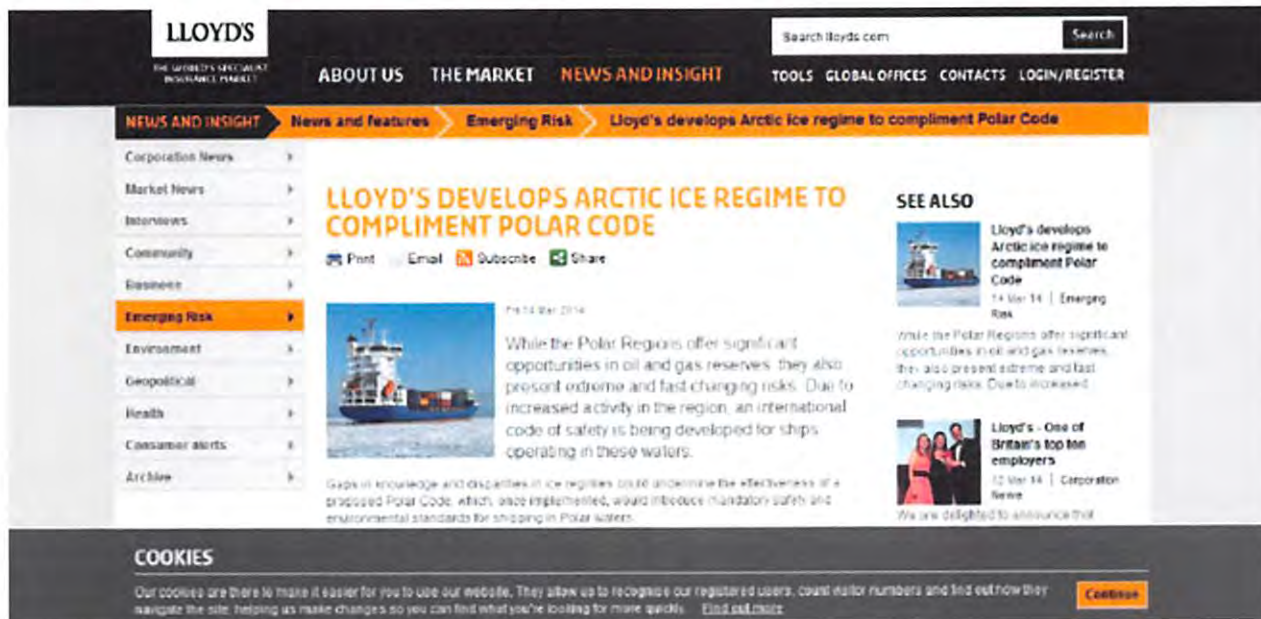 LLOYD'S
THE WORLD'S SPECIALIST
INSURANCE MARKET
Search lloyds.com
Search
ABOUT US THE MARKET NEWS AND INSIGHT
TOOLS GLOBAL OFFICES CONTACTS LOGIN/REGISTER
NEWS AND INSIGHT News and features Emerging Risk Lloyd's develops Arctic ice regime to compliment Polar Code
Corporation News
Market News
Interviews
Community
Business
Emerging Risk
Environment
Geopolitical
Health
Consumer alerts
Archive
LLOYD'S DEVELOPS ARCTIC ICE REGIME TO
COMPLIMENT POLAR CODE
Print Email Subscribe Share
Fri 14 Mar 2014
While the Polar Regions offer significant
opportunities in oil and gas reserves, they also
present extreme and fast changing risks. Due to
increased activity in the region, an international
code of safety is being developed for ships
operating in these waters.
Gaps in knowledge and disparities in ice regimes could undermine the effectiveness of a
proposed Polar Code, which, once implemented, would introduce mandatory safety and
environmental standards for shipping in Polar waters.
SEE ALSO
Lloyd's develops
Arctic ice regime to
compliment Polar
Code
14 Mar 14 | Emerging
Risk
While the Polar Regions offer significant
opportunities in oil and gas reserves,
they also present extreme and fast
changing risks. Due to increased
Lloyd's - One of
Britain's top ten
employers
12 Mar 14 | Corporation
News
We are delighted to announce that
COOKIES
Our cookies are there to make it easier for you to use our website. They allow us to recognise our registered users, count visitor numbers and find out how they
navigate the site; helping us make changes so you can find what you're looking for more quickly. Find out more
Continue